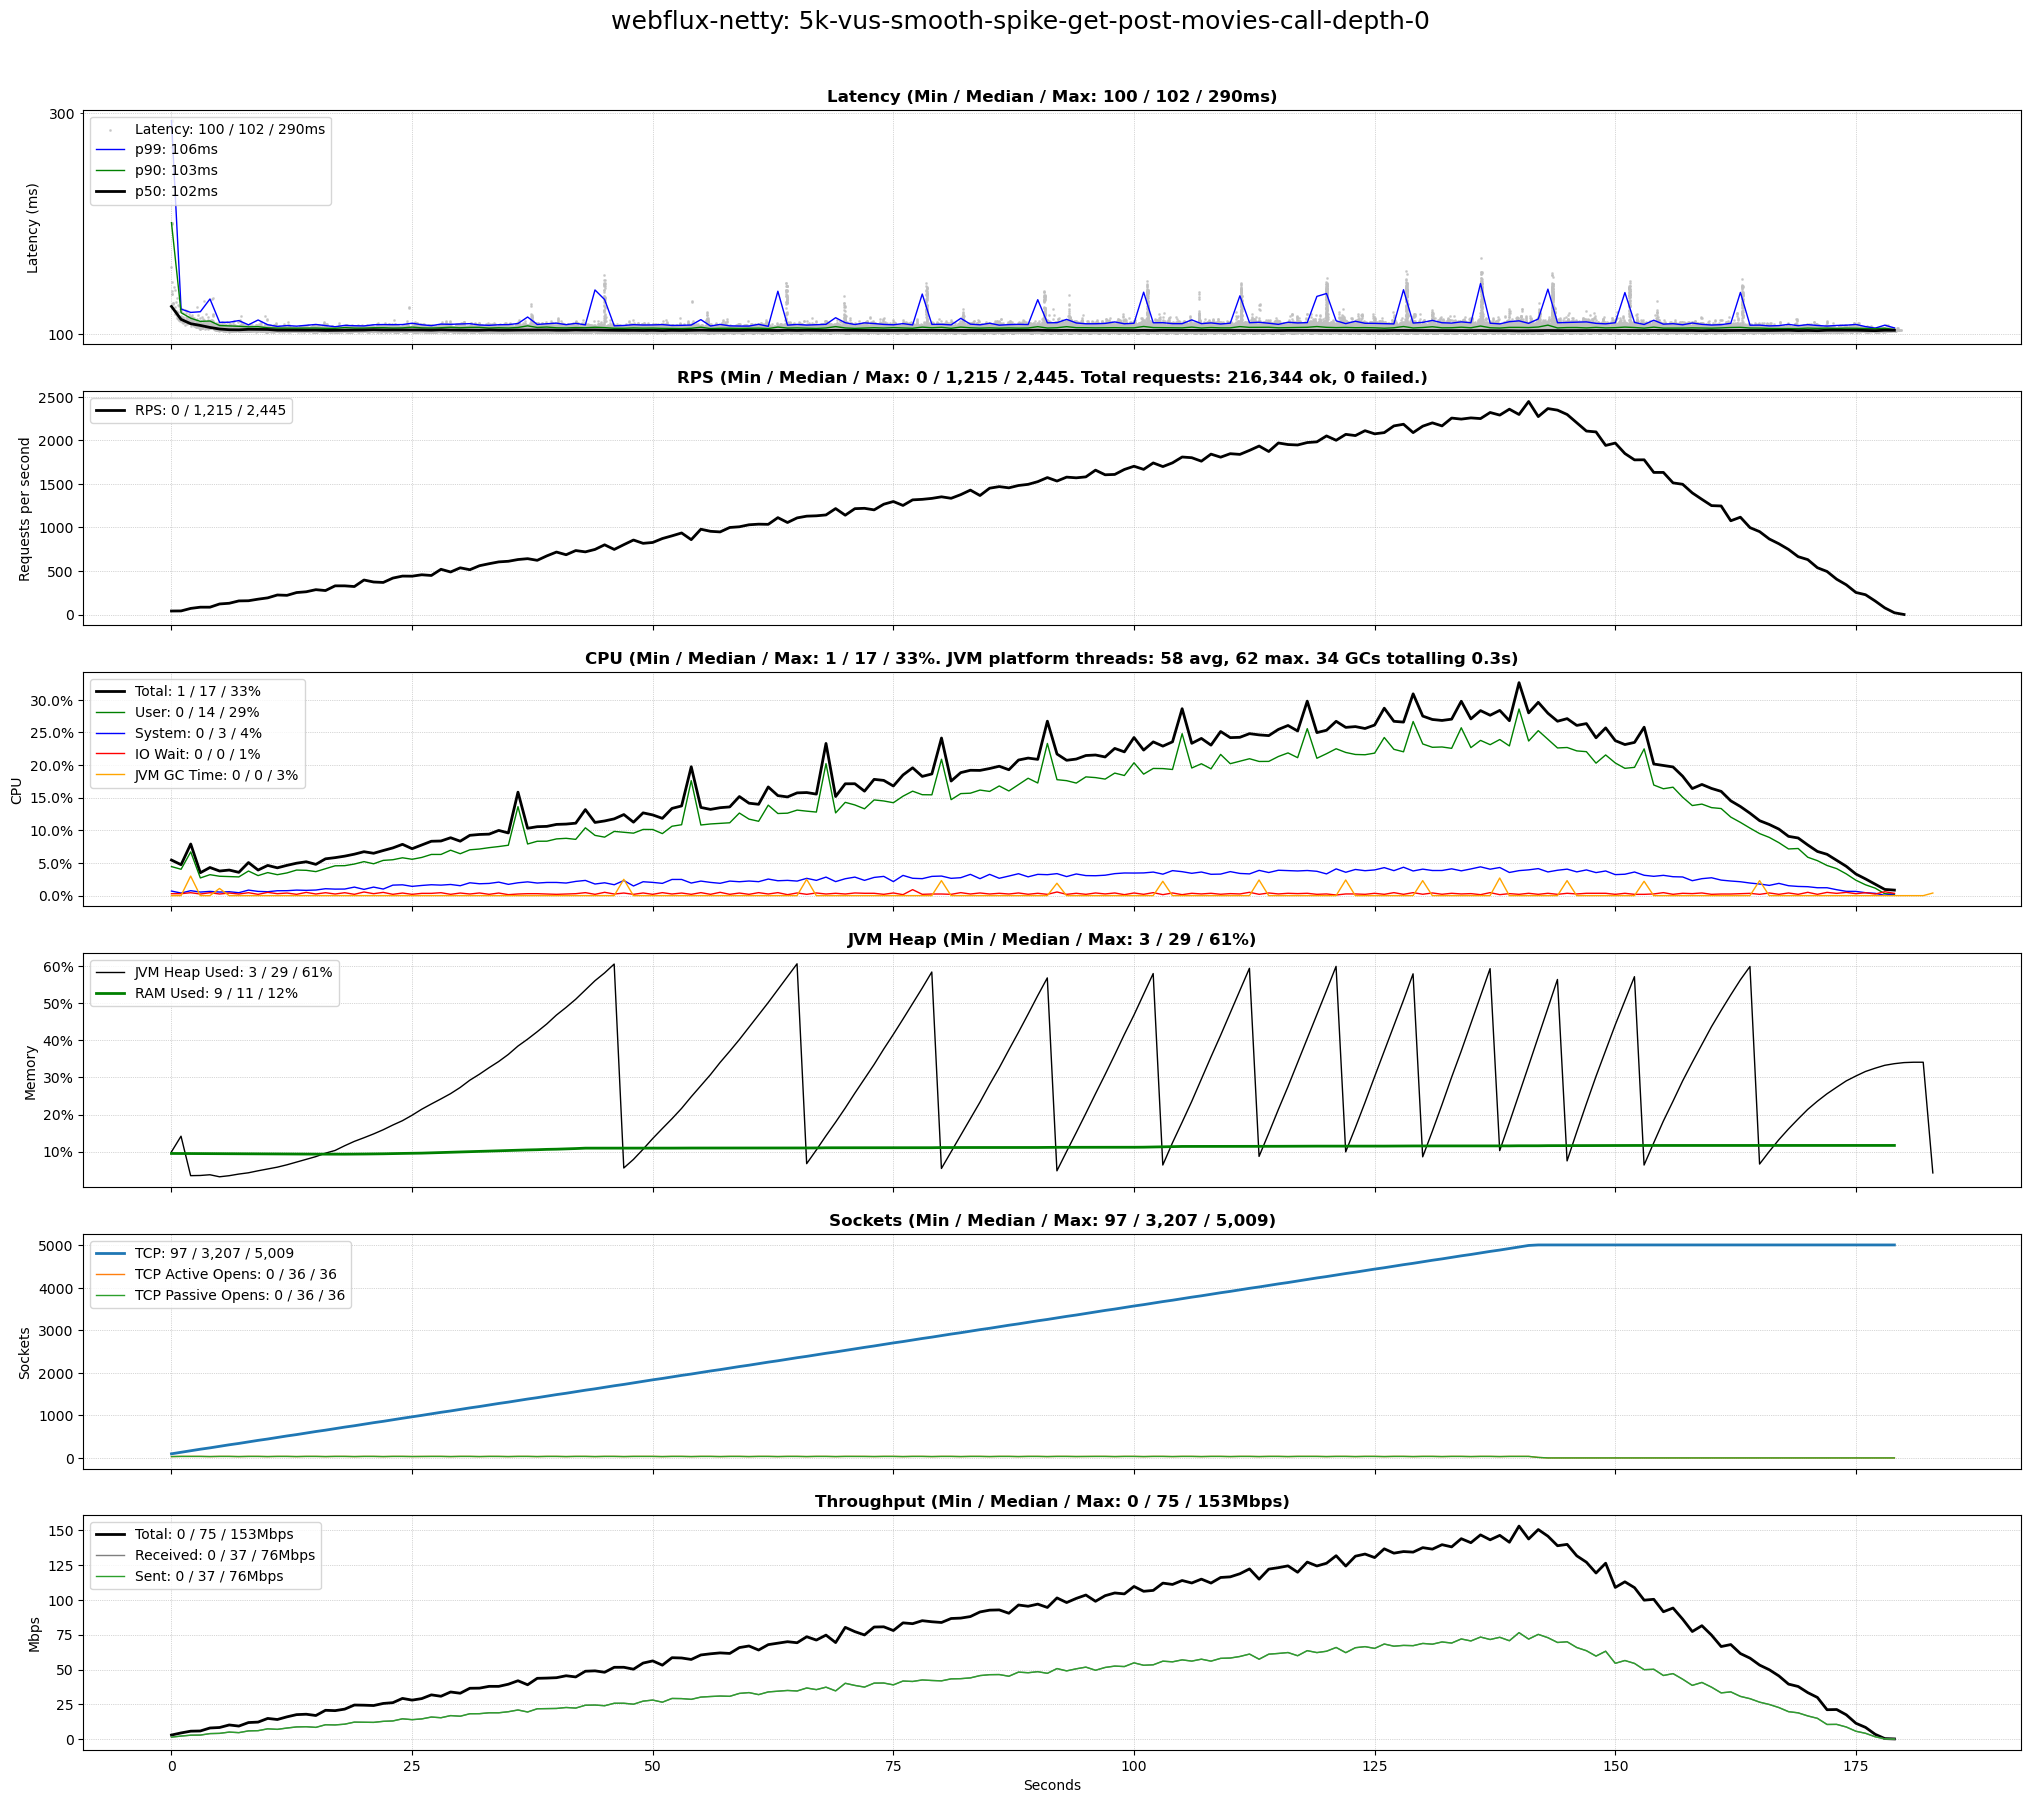 webflux-netty: 5k-vus-smooth-spike-get-post-movies-call-depth-0
Latency (Min / Median / Max: 100 / 102 / 290ms)
300
100
Latency (ms)
Latency: 100 / 102 / 290ms
p99: 106ms
p90: 103ms
p50: 102ms
RPS (Min / Median / Max: 0 / 1,215 / 2,445. Total requests: 216,344 ok, 0 failed.)
2500
2000
1500
1000
500
0
Requests per second
RPS: 0 / 1,215 / 2,445
CPU (Min / Median / Max: 1 / 17 / 33%. JVM platform threads: 58 avg, 62 max. 34 GCs totalling 0.3s)
30.0%
25.0%
20.0%
15.0%
10.0%
5.0%
0.0%
CPU
Total: 1 / 17 / 33%
User: 0 / 14 / 29%
System: 0 / 3 / 4%
IO Wait: 0 / 0 / 1%
JVM GC Time: 0 / 0 / 3%
JVM Heap (Min / Median / Max: 3 / 29 / 61%)
60%
50%
40%
30%
20%
10%
Memory
JVM Heap Used: 3 / 29 / 61%
RAM Used: 9 / 11 / 12%
Sockets (Min / Median / Max: 97 / 3,207 / 5,009)
5000
4000
3000
2000
1000
0
Sockets
TCP: 97 / 3,207 / 5,009
TCP Active Opens: 0 / 36 / 36
TCP Passive Opens: 0 / 36 / 36
Throughput (Min / Median / Max: 0 / 75 / 153Mbps)
150
125
100
75
50
25
0
Mbps
Total: 0 / 75 / 153Mbps
Received: 0 / 37 / 76Mbps
Sent: 0 / 37 / 76Mbps
0 25 50 75 100 125 150 175
Seconds